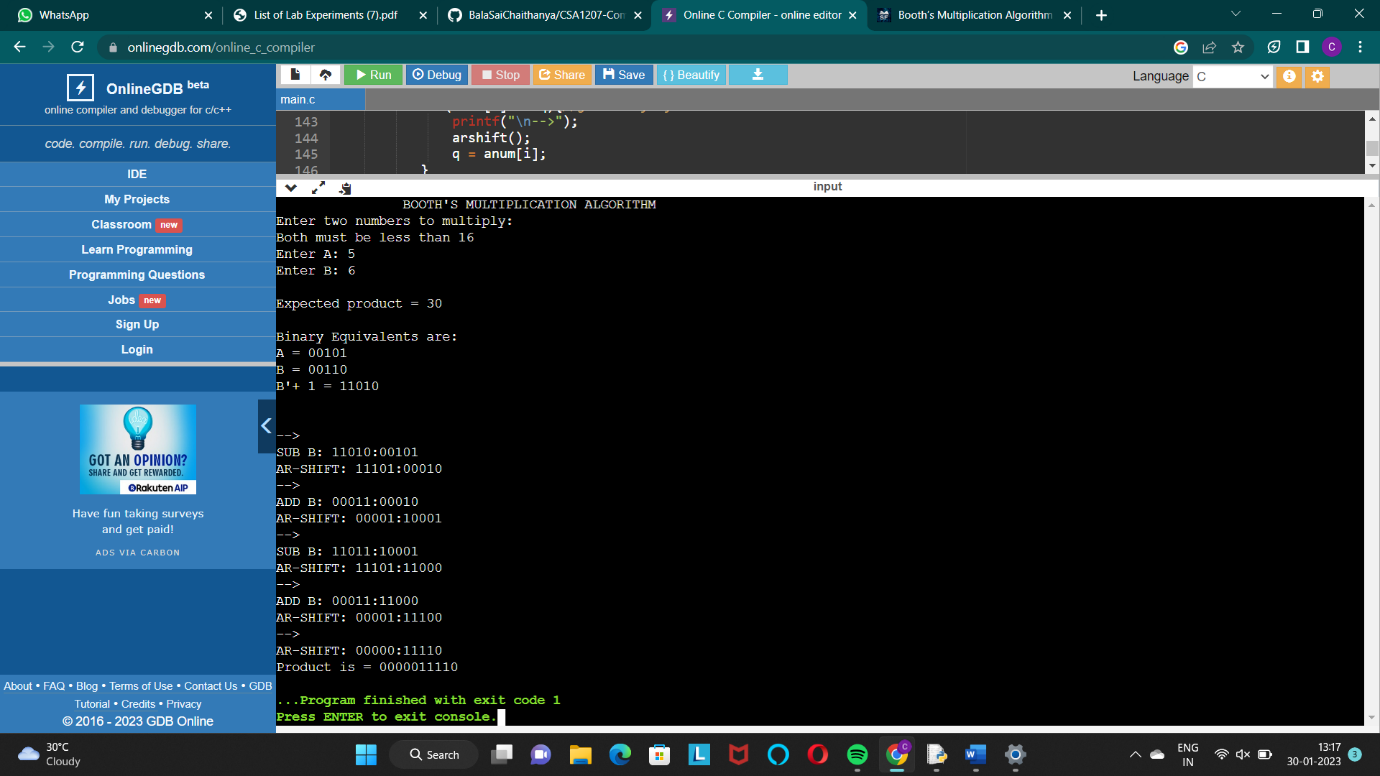 WhatsApp
List of Lab Experiments (7).pdf
BalaSaiChaithanya/CSA1207-Com
Online C Compiler - online editor
Booth's Multiplication Algorithm
onlinegdb.com/online_c_compiler
C
OnlineGDB beta
online compiler and debugger for c/c++
code. compile. run. debug. share.
IDE
My Projects
Classroom new
Learn Programming
Programming Questions
Jobs new
Sign Up
Login
GOT AN OPINION?
SHARE AND GET REWARDED.
Rakuten AIP
Have fun taking surveys
and get paid!
ADS VIA CARBON
About • FAQ • Blog • Terms of Use • Contact Us • GDB
Tutorial • Credits • Privacy
© 2016 - 2023 GDB Online
Run Debug Stop Share Save { } Beautify
Language C
main.c
143 printf("\n-->");
144 arshift();
145 q = anum[i];
146 }
input
BOOTH'S MULTIPLICATION ALGORITHM
Enter two numbers to multiply:
Both must be less than 16
Enter A: 5
Enter B: 6
Expected product = 30
Binary Equivalents are:
A = 00101
B = 00110
B'+ 1 = 11010
-->
SUB B: 11010:00101
AR-SHIFT: 11101:00010
-->
ADD B: 00011:00010
AR-SHIFT: 00001:10001
-->
SUB B: 11011:10001
AR-SHIFT: 11101:11000
-->
ADD B: 00011:11000
AR-SHIFT: 00001:11100
-->
AR-SHIFT: 00000:11110
Product is = 0000011110
...Program finished with exit code 1
Press ENTER to exit console.
30°C
Cloudy
Search
ENG
IN
13:17
30-01-2023
3